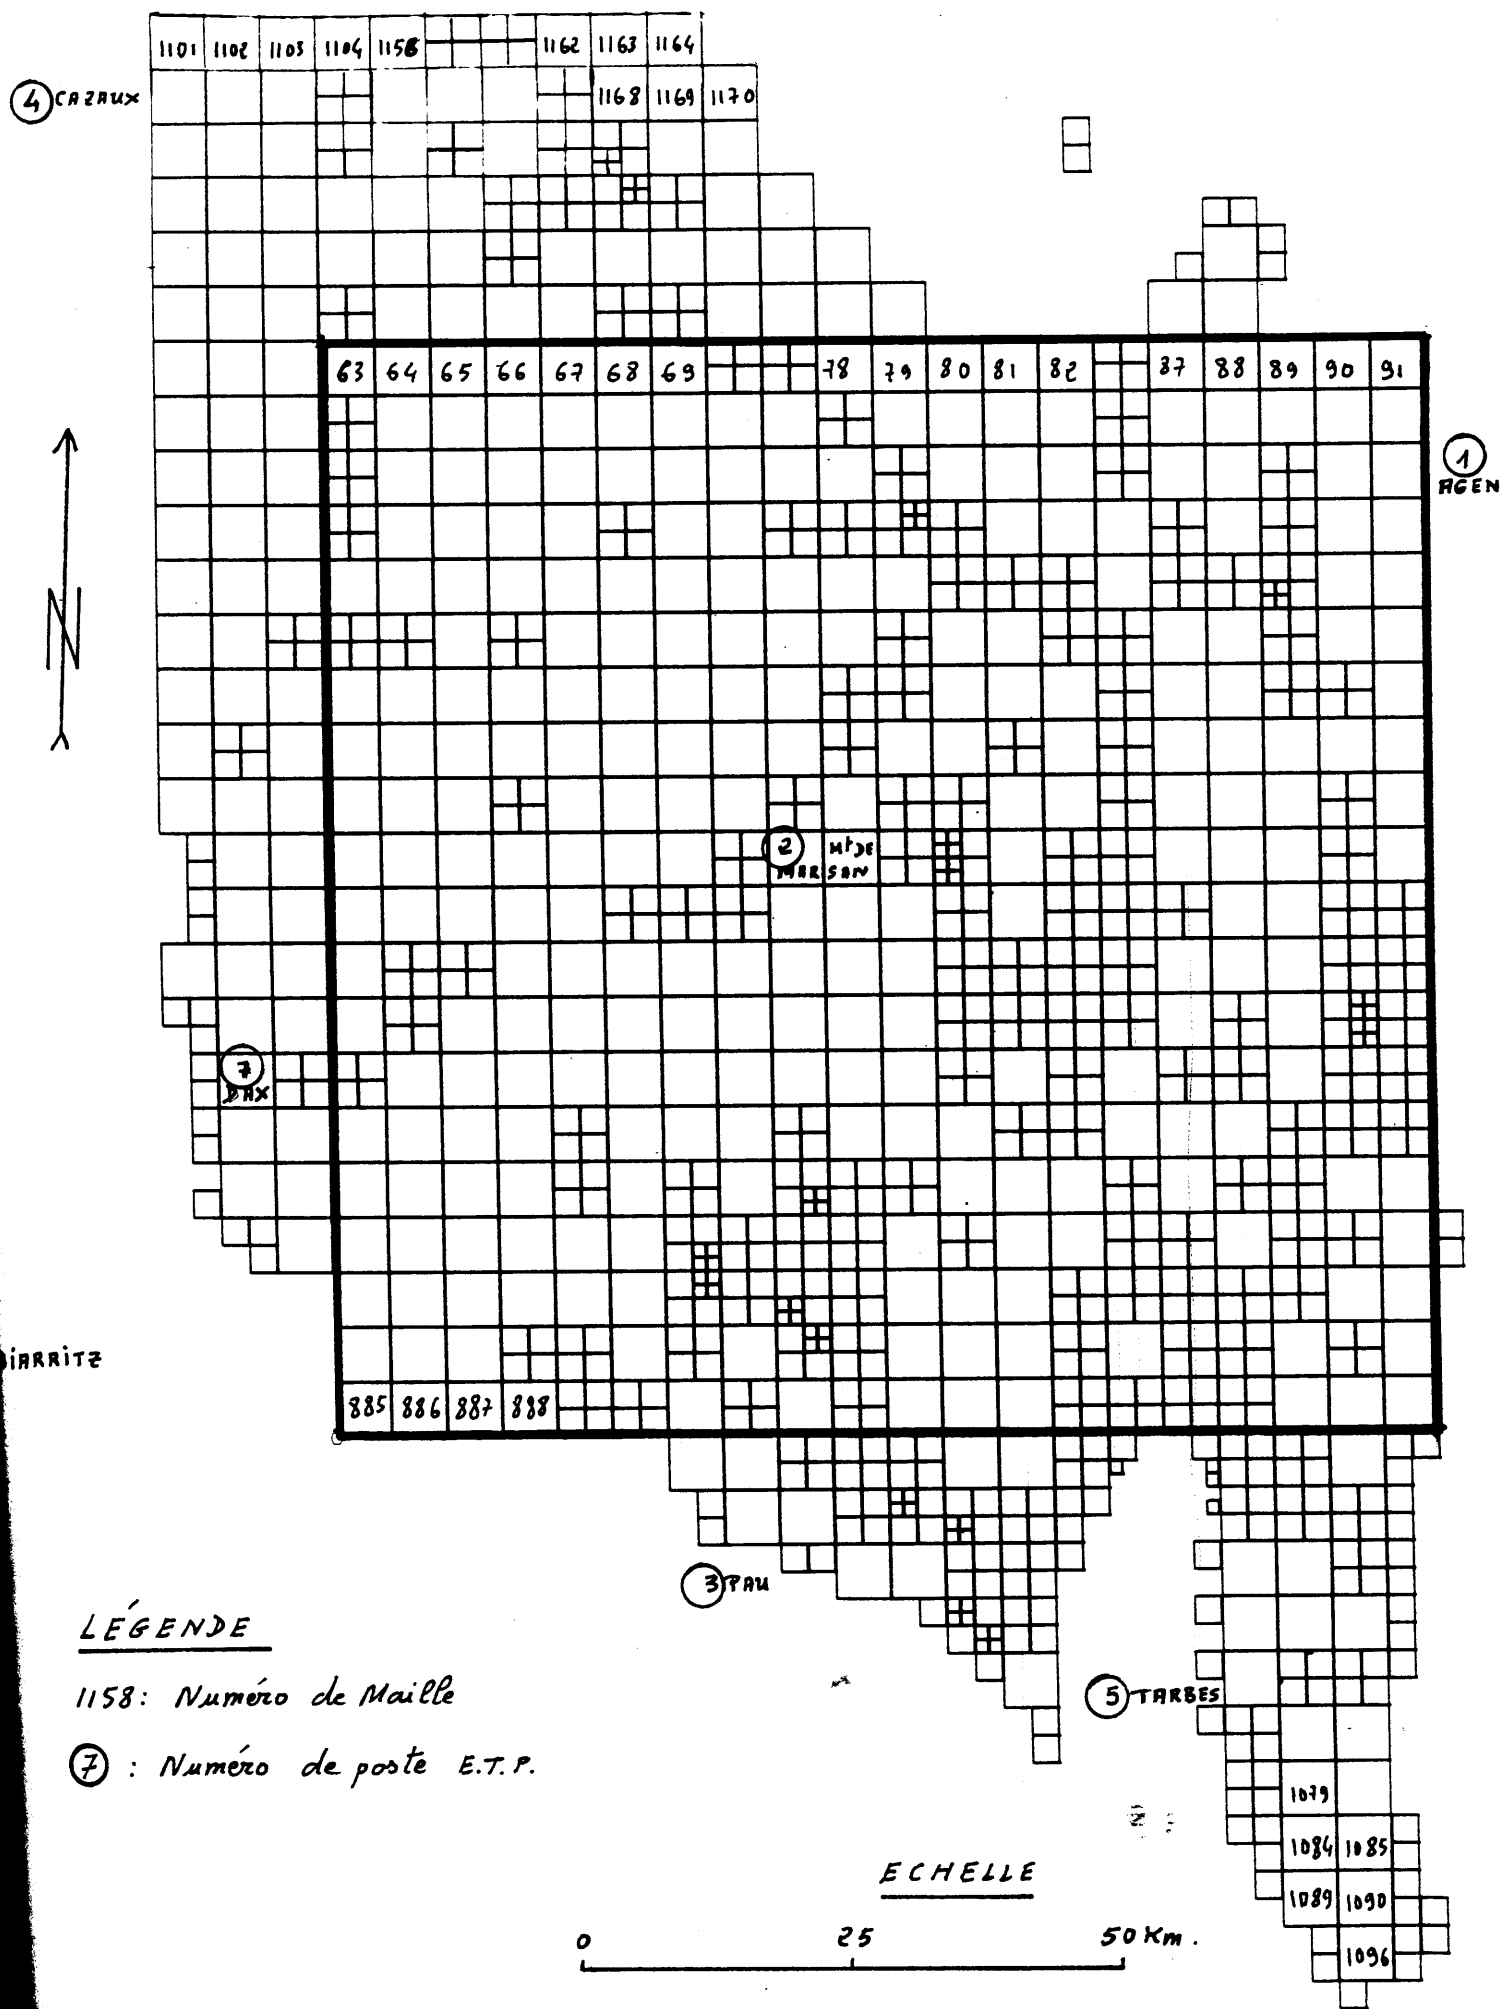 1101 1102 1103 1104 1158 1162 1163 1164
4 CAZAUX
1168 1169 1170
63 64 65 66 67 68 69 78 79 80 81 82 87 88 89 90 91
1
AGEN
N
2 Mt DE
MARSAN
7
DAX
iARRiTZ
885 886 887 888
3 PAU
LÉGENDE
1158: Numéro de Maille
5 TARBES
7 : Numéro de poste E.T.P.
1079
1084 1085
ECHELLE
1089 1090
0 25 50 Km.
1096